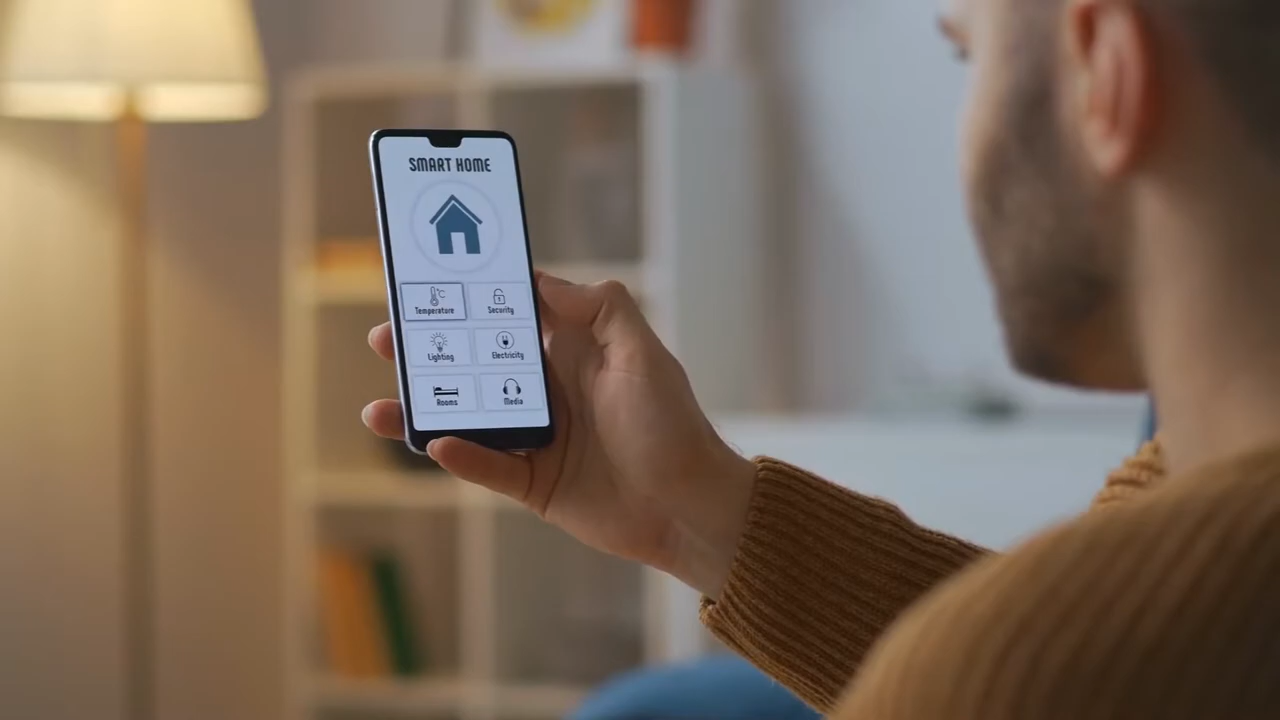 SMART HOME
°C
Temperature
Security
Lighting
Electricity
Rooms
Media